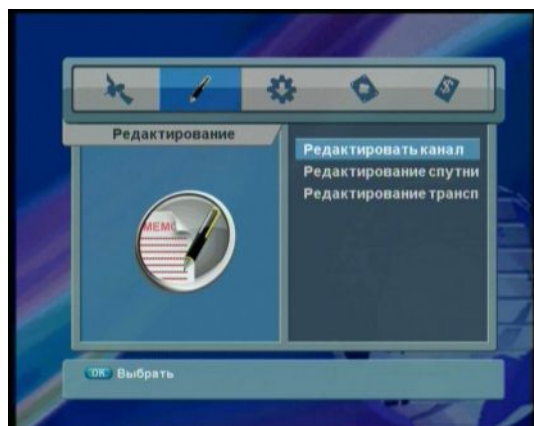 Редактирование
Редактировать канал
Редактирование спутни
Редактирование трансп
MEMO
OK Выбрать